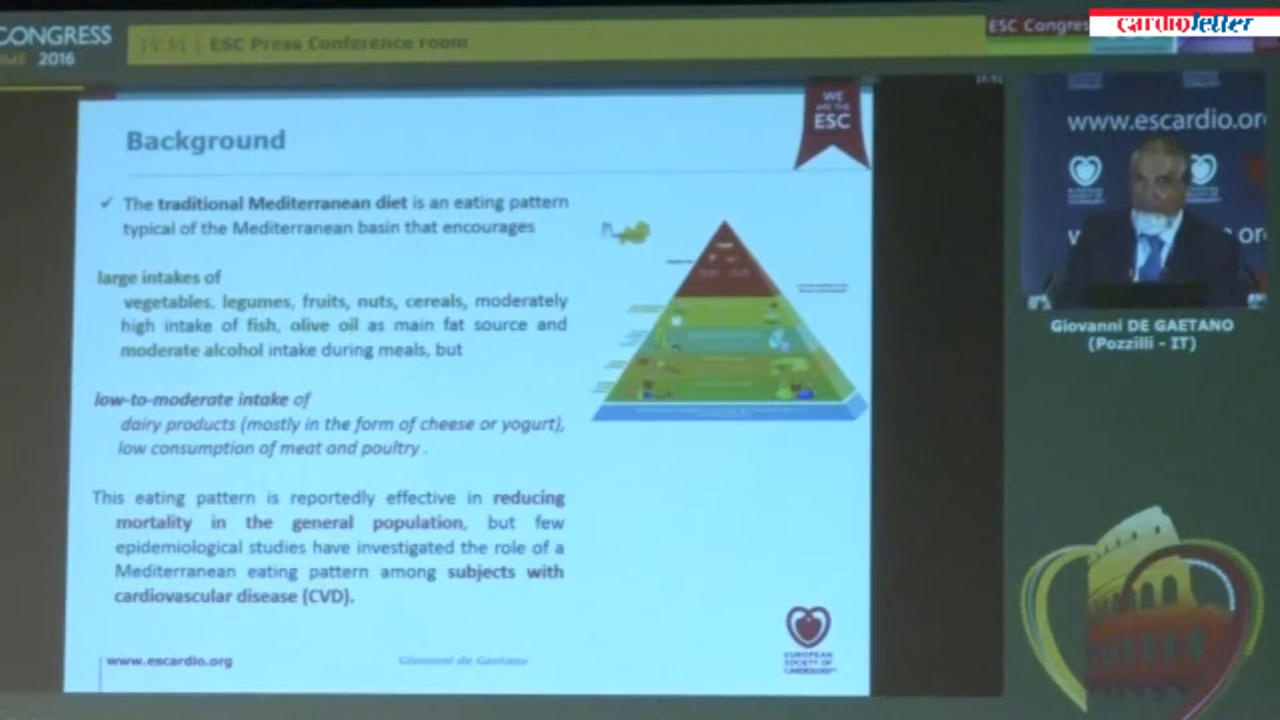 CONGRESS
2016
ESC Press Conference room
ESC Congres
cardioletter
WE
ARE THE
ESC
Background
✓ The traditional Mediterranean diet is an eating pattern
typical of the Mediterranean basin that encourages
large intakes of
vegetables, legumes, fruits, nuts, cereals, moderately
high intake of fish, olive oil as main fat source and
moderate alcohol intake during meals, but
low-to-moderate intake of
dairy products (mostly in the form of cheese or yogurt),
low consumption of meat and poultry .
This eating pattern is reportedly effective in reducing
mortality in the general population, but few
epidemiological studies have investigated the role of a
Mediterranean eating pattern among subjects with
cardiovascular disease (CVD).
www.escardio.org
Giovanni de Gaetano
EUROPEAN
SOCIETY OF
CARDIOLOGY
www.escardio.or
Giovanni DE GAETANO
(Pozzilli - IT)